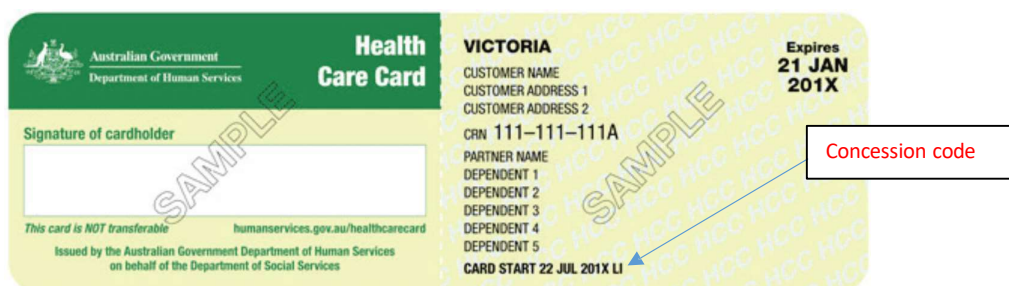 Australian Government
Department of Human Services
Health
Care Card
Signature of cardholder
SAMPLE
This card is NOT transferable
humanservices.gov.au/healthcarecard
Issued by the Australian Government Department of Human Services
on behalf of the Department of Social Services
VICTORIA
CUSTOMER NAME
CUSTOMER ADDRESS 1
CUSTOMER ADDRESS 2
CRN 111-111-111A
PARTNER NAME
DEPENDENT 1
DEPENDENT 2
DEPENDENT 3
DEPENDENT 4
DEPENDENT 5
CARD START 22 JUL 201X LI
SAMPLE
Expires
21 JAN
201X
Concession code